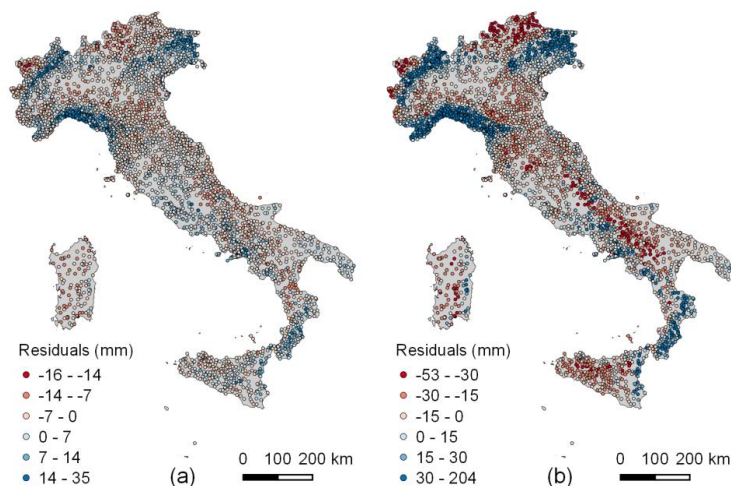 Residuals (mm)
-16 - -14
-14 - -7
-7 - 0
0 - 7
7 - 14
14 - 35
(a)
0 100 200 km
Residuals (mm)
-53 - -30
-30 - -15
-15 - 0
0 - 15
15 - 30
30 - 204
(b)
0 100 200 km